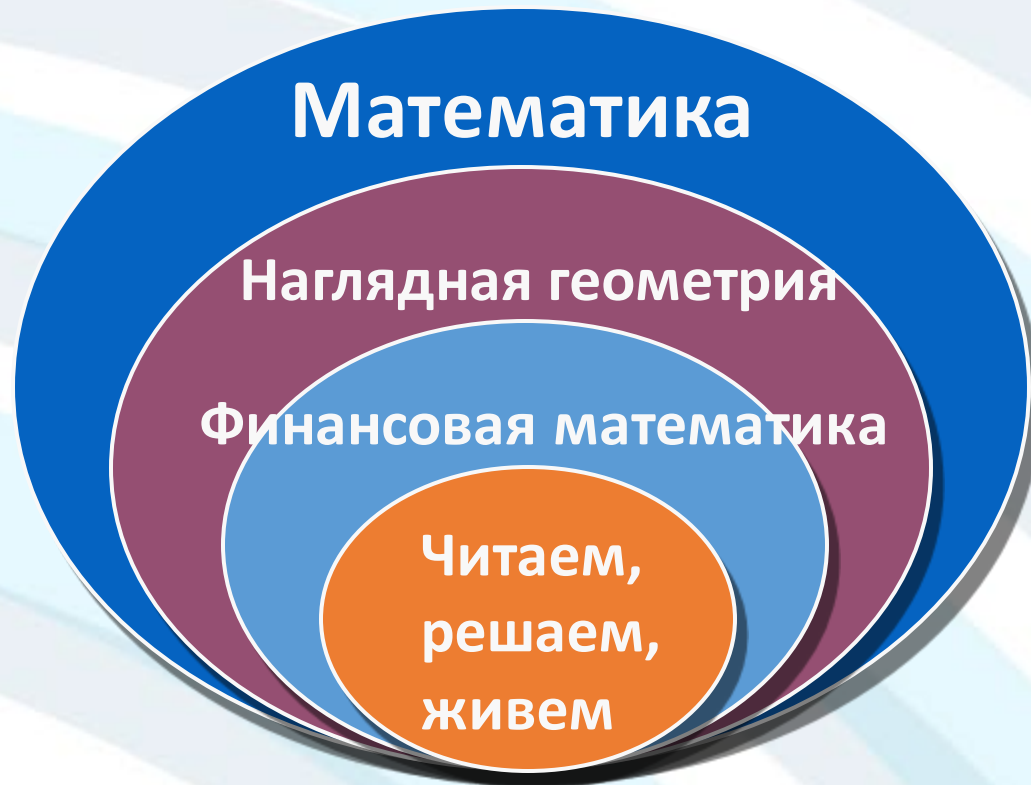 Математика
Наглядная геометрия
Финансовая математика
Читаем,
решаем,
живем